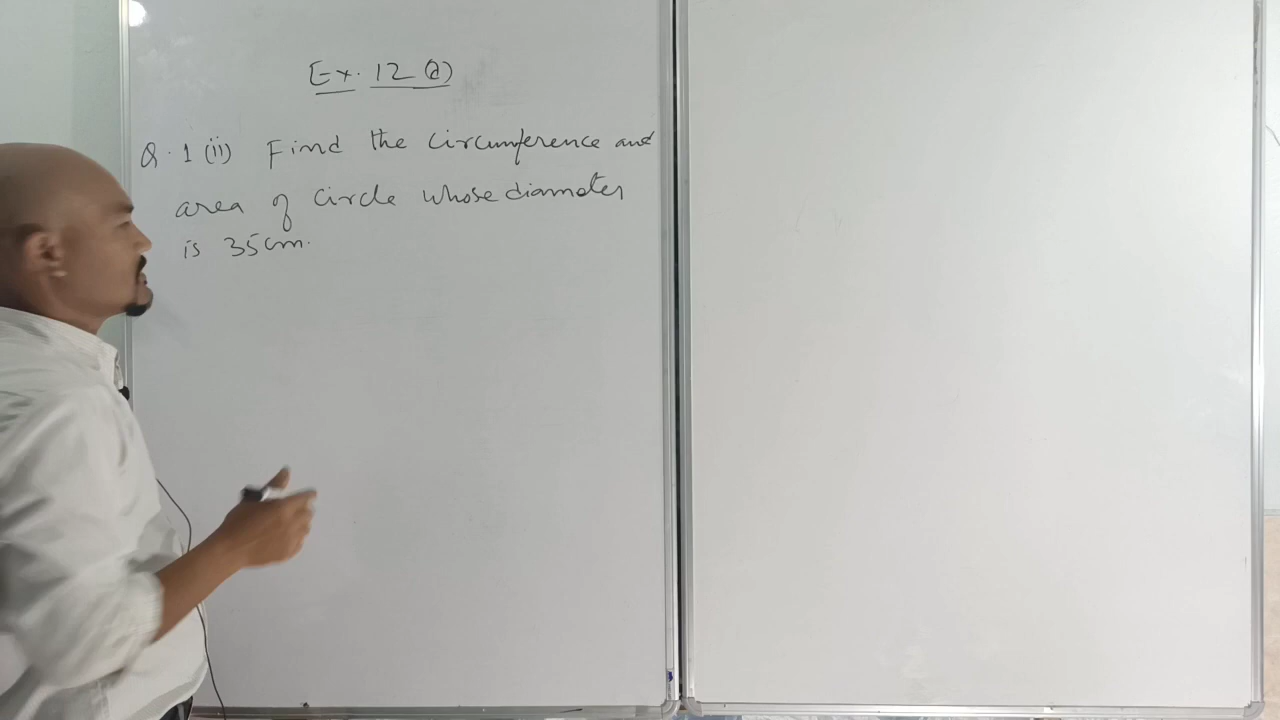 Ex. 12 (a)
Q. 1 (ii) Find the circumference and
area of circle whose diameter
is 35cm.